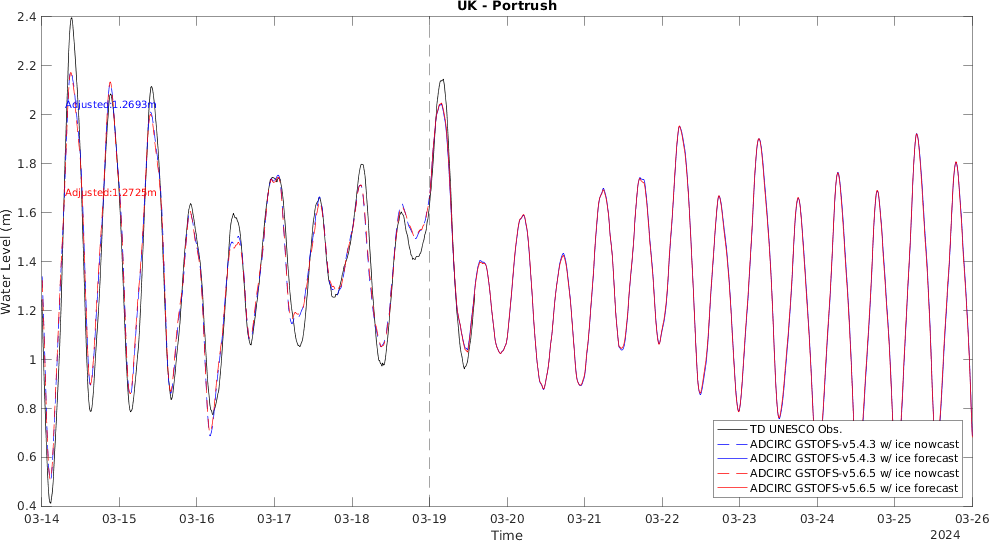 UK - Portrush
2.4
2.2
2
1.8
1.6
1.4
1.2
1
0.8
0.6
0.4
Water Level (m)
Adjusted:1.2693m
Adjusted:1.2725m
TD UNESCO Obs.
ADCIRC GSTOFS-v5.4.3 w/ ice nowcast
ADCIRC GSTOFS-v5.4.3 w/ ice forecast
ADCIRC GSTOFS-v5.6.5 w/ ice nowcast
ADCIRC GSTOFS-v5.6.5 w/ ice forecast
03-14 03-15 03-16 03-17 03-18 03-19 03-20 03-21 03-22 03-23 03-24 03-25 03-26
Time
2024